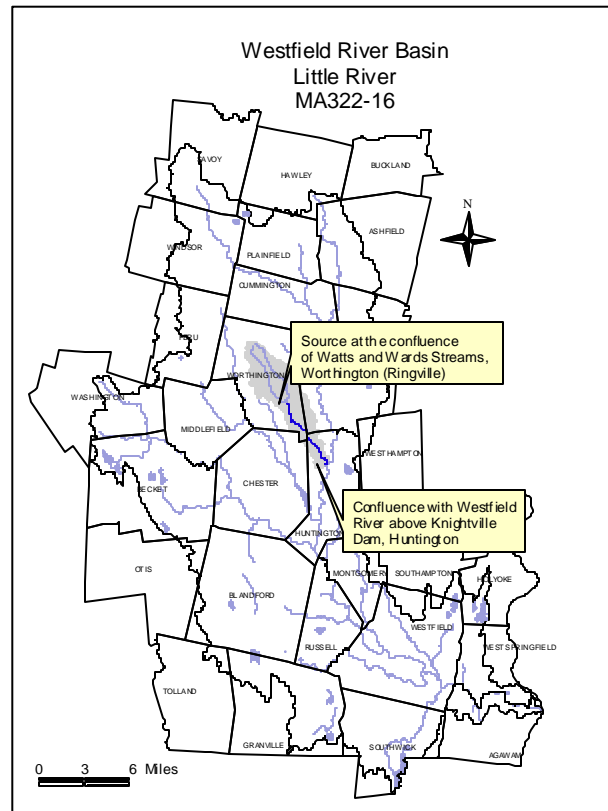 Westfield River Basin
Little River
MA322-16
SAVOY
HAWLEY
BUCKLAND
N
ASHFIELD
WINDSOR
PLAINFIELD
CUMMINGTON
PERU
Source at the confluence
of Watts and Wards Streams,
Worthington (Ringville)
WORTHINGTON
WASHINGTON
MIDDLEFIELD
WESTHAMPTON
CHESTER
BECKET
Confluence with Westfield
River above Knightville
Dam, Huntington
HUNTINGTON
OTIS
MONTGOMERY
SOUTHAMPTON
HOLYOKE
BLANDFORD
WESTFIELD
RUSSELL
WEST SPRINGFIELD
TOLLAND
GRANVILLE
SOUTHWICK
AGAWAM
0 3 6 Miles